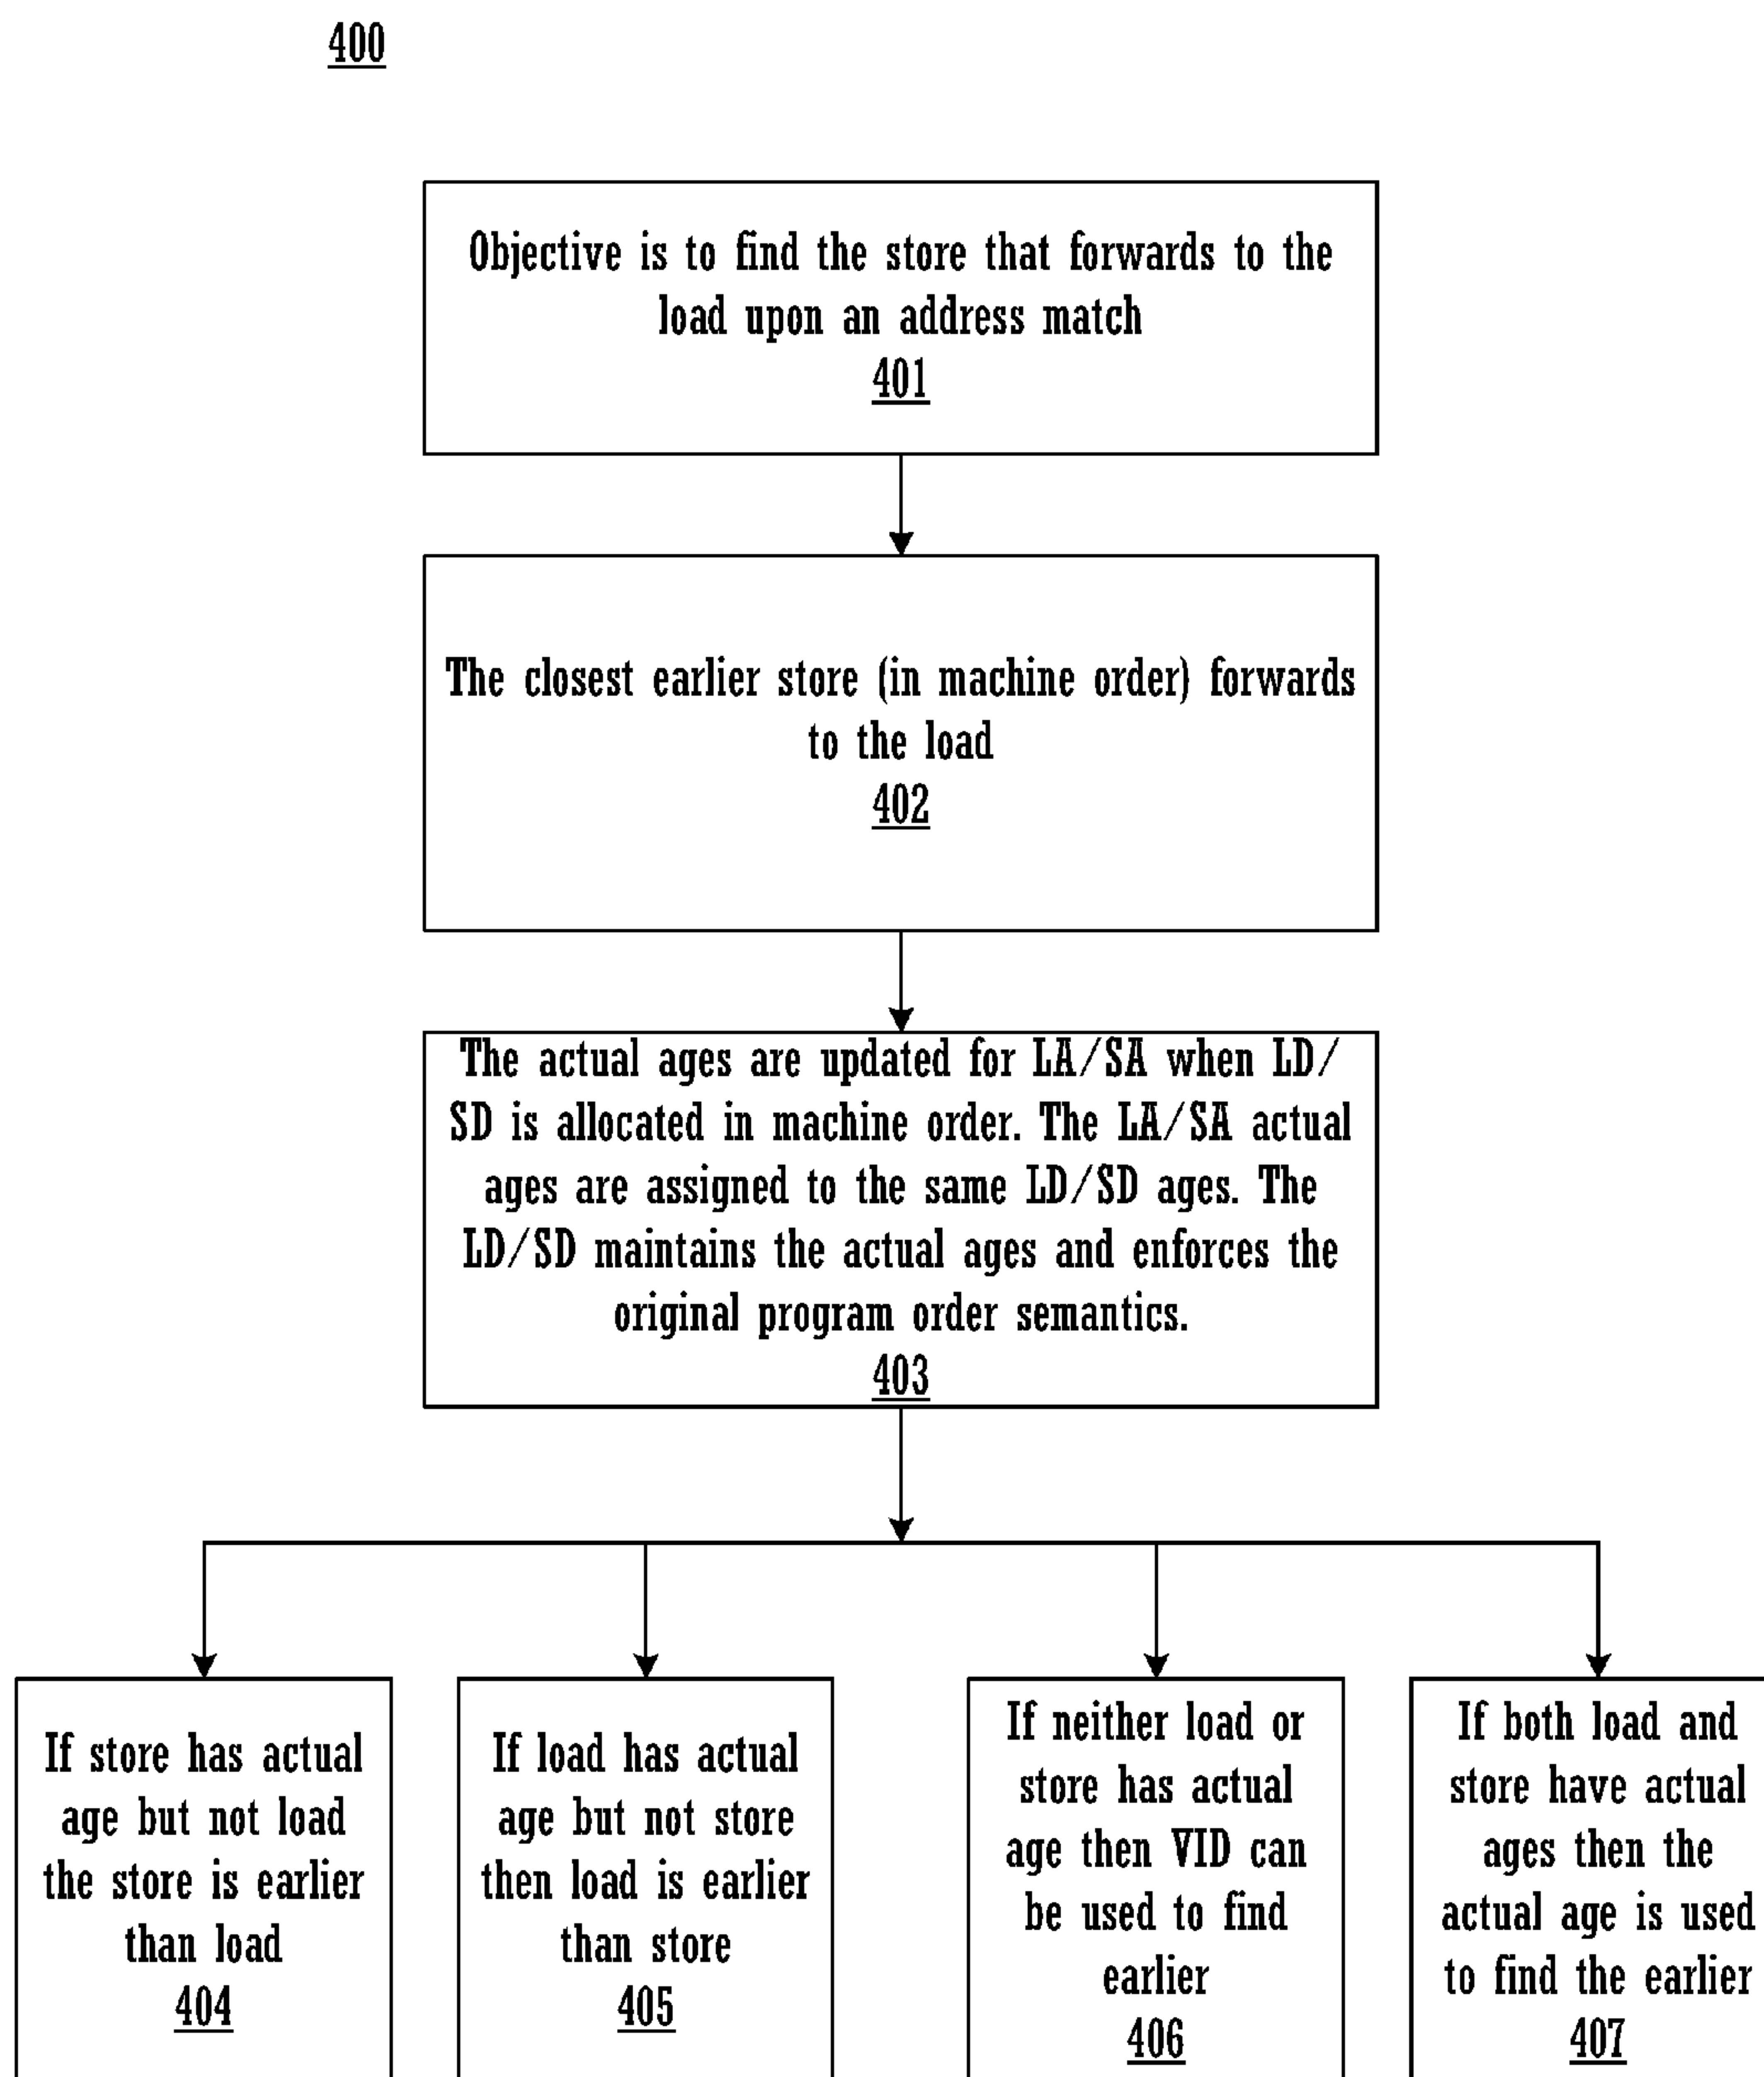 400
Objective is to find the store that forwards to the
load upon an address match
401
The closest earlier store (in machine order) forwards
to the load
402
The actual ages are updated for LA/SA when LD/
SD is allocated in machine order. The LA/SA actual
ages are assigned to the same LD/SD ages. The
LD/SD maintains the actual ages and enforces the
original program order semantics.
403
If store has actual
age but not load
the store is earlier
than load
404
If load has actual
age but not store
then load is earlier
than store
405
If neither load or
store has actual
age then VID can
be used to find
earlier
406
If both load and
store have actual
ages then the
actual age is used
to find the earlier
407